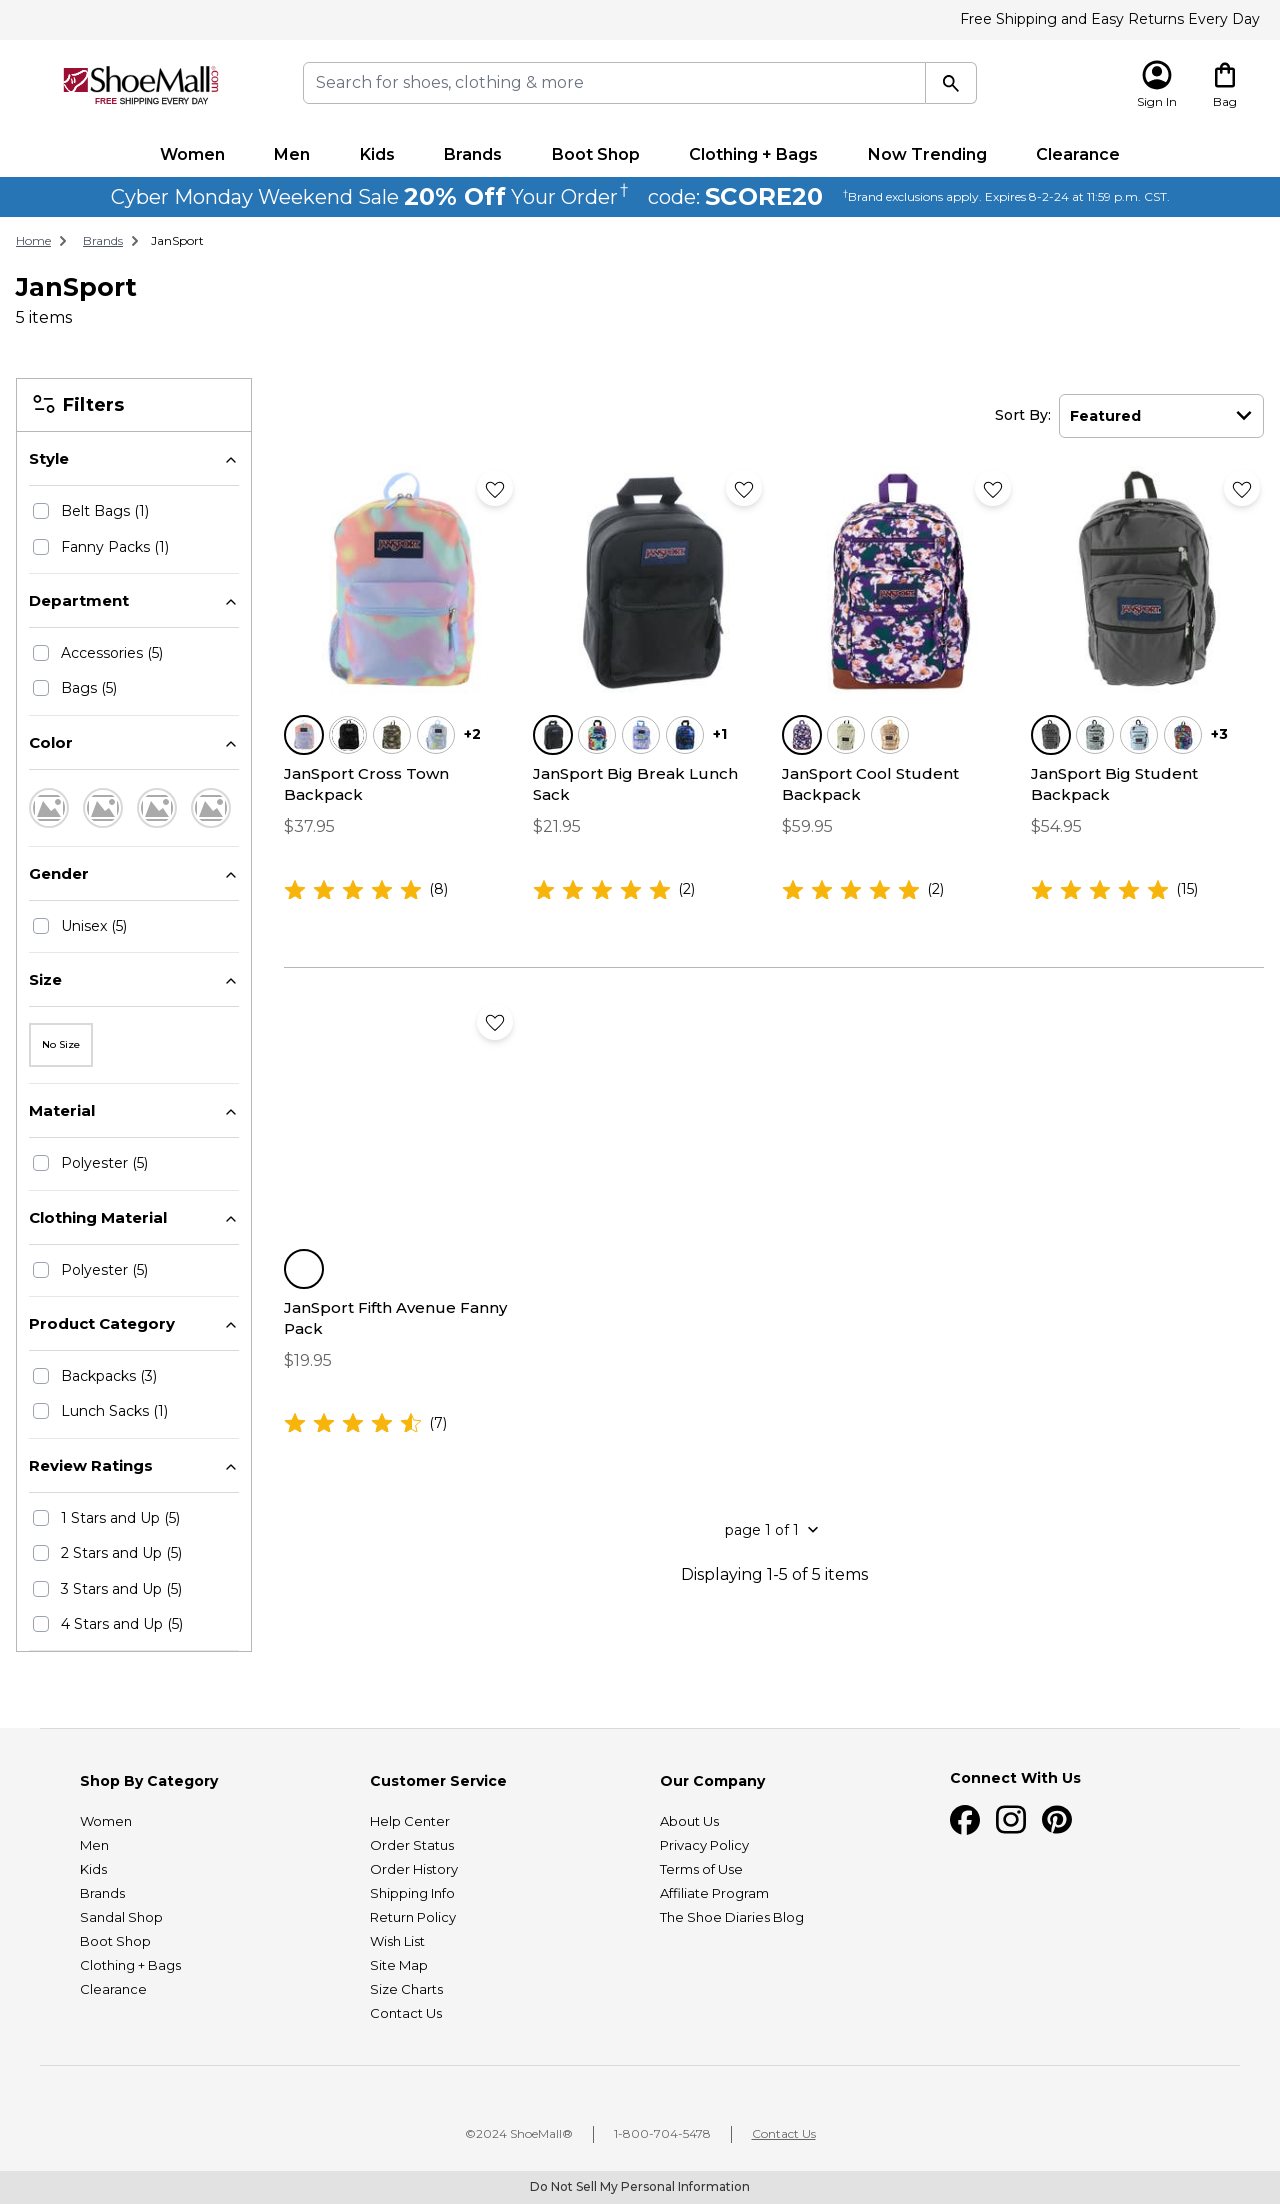 Free Shipping and Easy Returns Every Day
ShoeMall.com
FREE SHIPPING EVERY DAY
Search for shoes, clothing & more
Sign In
Bag
Women Men Kids Brands Boot Shop Clothing + Bags Now Trending Clearance
Cyber Monday Weekend Sale 20% Off Your Order† code: SCORE20 †Brand exclusions apply. Expires 8-2-24 at 11:59 p.m. CST.
Home Brands JanSport
JanSport
5 items
Filters
Style
Belt Bags (1)
Fanny Packs (1)
Department
Accessories (5)
Bags (5)
Color
Gender
Unisex (5)
Size
No Size
Material
Polyester (5)
Clothing Material
Polyester (5)
Product Category
Backpacks (3)
Lunch Sacks (1)
Review Ratings
1 Stars and Up (5)
2 Stars and Up (5)
3 Stars and Up (5)
4 Stars and Up (5)
Sort By: Featured
JANSPORT
+2
JanSport Cross Town
Backpack
$37.95
(8)
JANSPORT
+1
JanSport Big Break Lunch
Sack
$21.95
(2)
JANSPORT
JanSport Cool Student
Backpack
$59.95
(2)
JANSPORT
+3
JanSport Big Student
Backpack
$54.95
(15)
JanSport Fifth Avenue Fanny
Pack
$19.95
(7)
page 1 of 1
Displaying 1-5 of 5 items
Shop By Category
Women
Men
Kids
Brands
Sandal Shop
Boot Shop
Clothing + Bags
Clearance
Customer Service
Help Center
Order Status
Order History
Shipping Info
Return Policy
Wish List
Site Map
Size Charts
Contact Us
Our Company
About Us
Privacy Policy
Terms of Use
Affiliate Program
The Shoe Diaries Blog
Connect With Us
©2024 ShoeMall® 1-800-704-5478 Contact Us
Do Not Sell My Personal Information